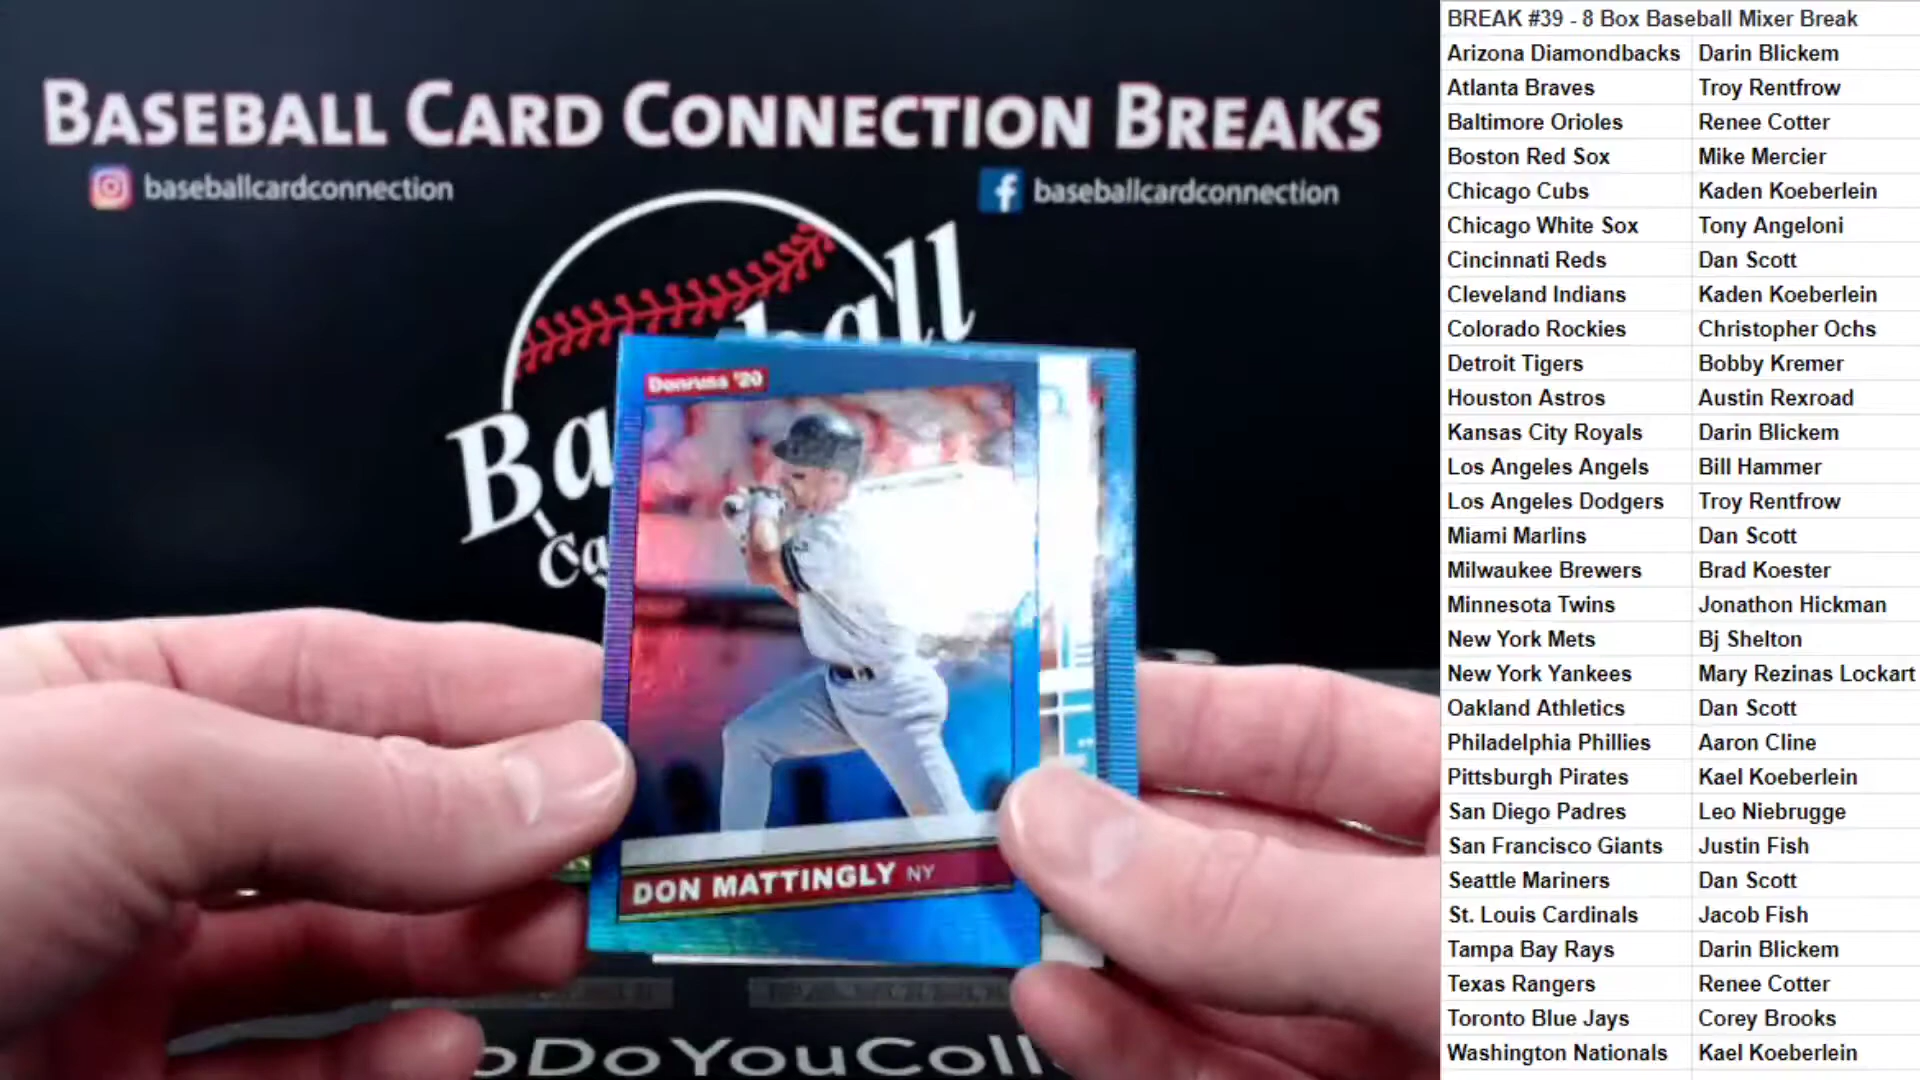 BASEBALL CARD CONNECTION BREAKS
baseballcardconnection
baseballcardconnection
Donruss '20
DON MATTINGLY NY
BREAK #39 - 8 Box Baseball Mixer Break
Arizona Diamondbacks Darin Blickem
Atlanta Braves Troy Rentfrow
Baltimore Orioles Renee Cotter
Boston Red Sox Mike Mercier
Chicago Cubs Kaden Koeberlein
Chicago White Sox Tony Angeloni
Cincinnati Reds Dan Scott
Cleveland Indians Kaden Koeberlein
Colorado Rockies Christopher Ochs
Detroit Tigers Bobby Kremer
Houston Astros Austin Rexroad
Kansas City Royals Darin Blickem
Los Angeles Angels Bill Hammer
Los Angeles Dodgers Troy Rentfrow
Miami Marlins Dan Scott
Milwaukee Brewers Brad Koester
Minnesota Twins Jonathon Hickman
New York Mets Bj Shelton
New York Yankees Mary Rezinas Lockart
Oakland Athletics Dan Scott
Philadelphia Phillies Aaron Cline
Pittsburgh Pirates Kael Koeberlein
San Diego Padres Leo Niebrugge
San Francisco Giants Justin Fish
Seattle Mariners Dan Scott
St. Louis Cardinals Jacob Fish
Tampa Bay Rays Darin Blickem
Texas Rangers Renee Cotter
Toronto Blue Jays Corey Brooks
Washington Nationals Kael Koeberlein